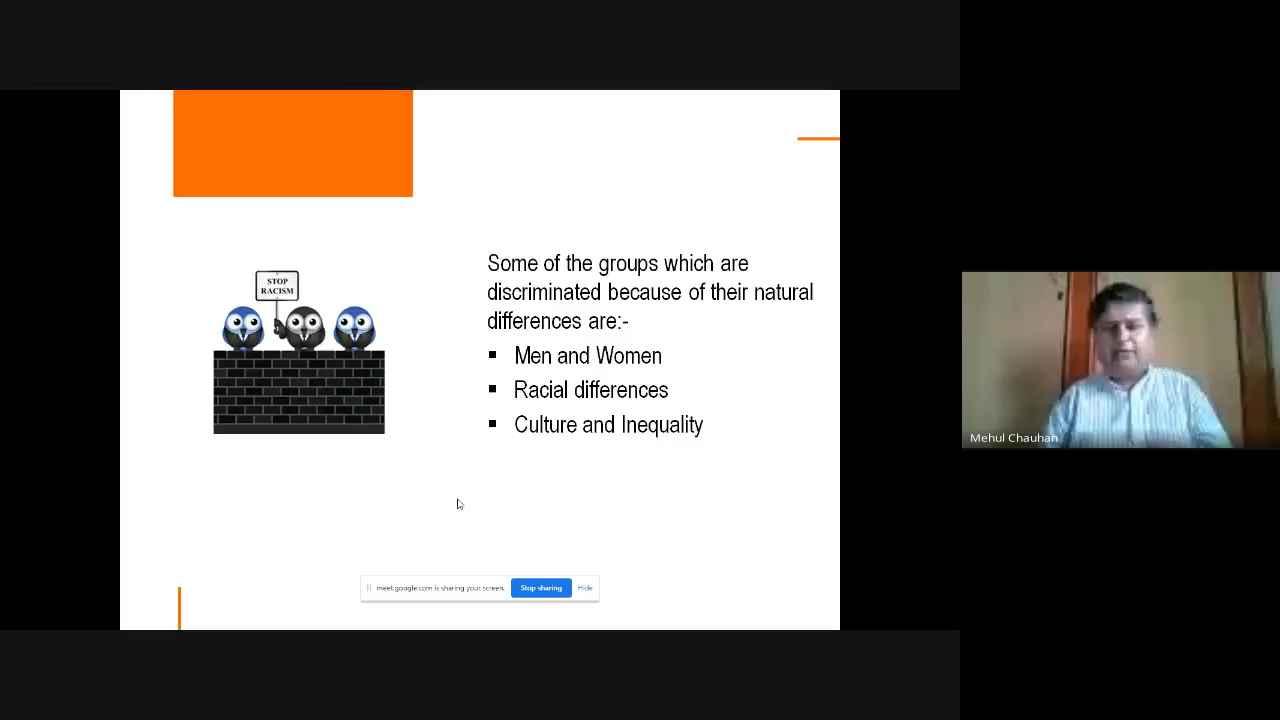 STOP
RACISM
Some of the groups which are
discriminated because of their natural
differences are:-
▪ Men and Women
▪ Racial differences
▪ Culture and Inequality
Mehul Chauhan
meet.google.com is sharing your screen.
Stop sharing
Hide